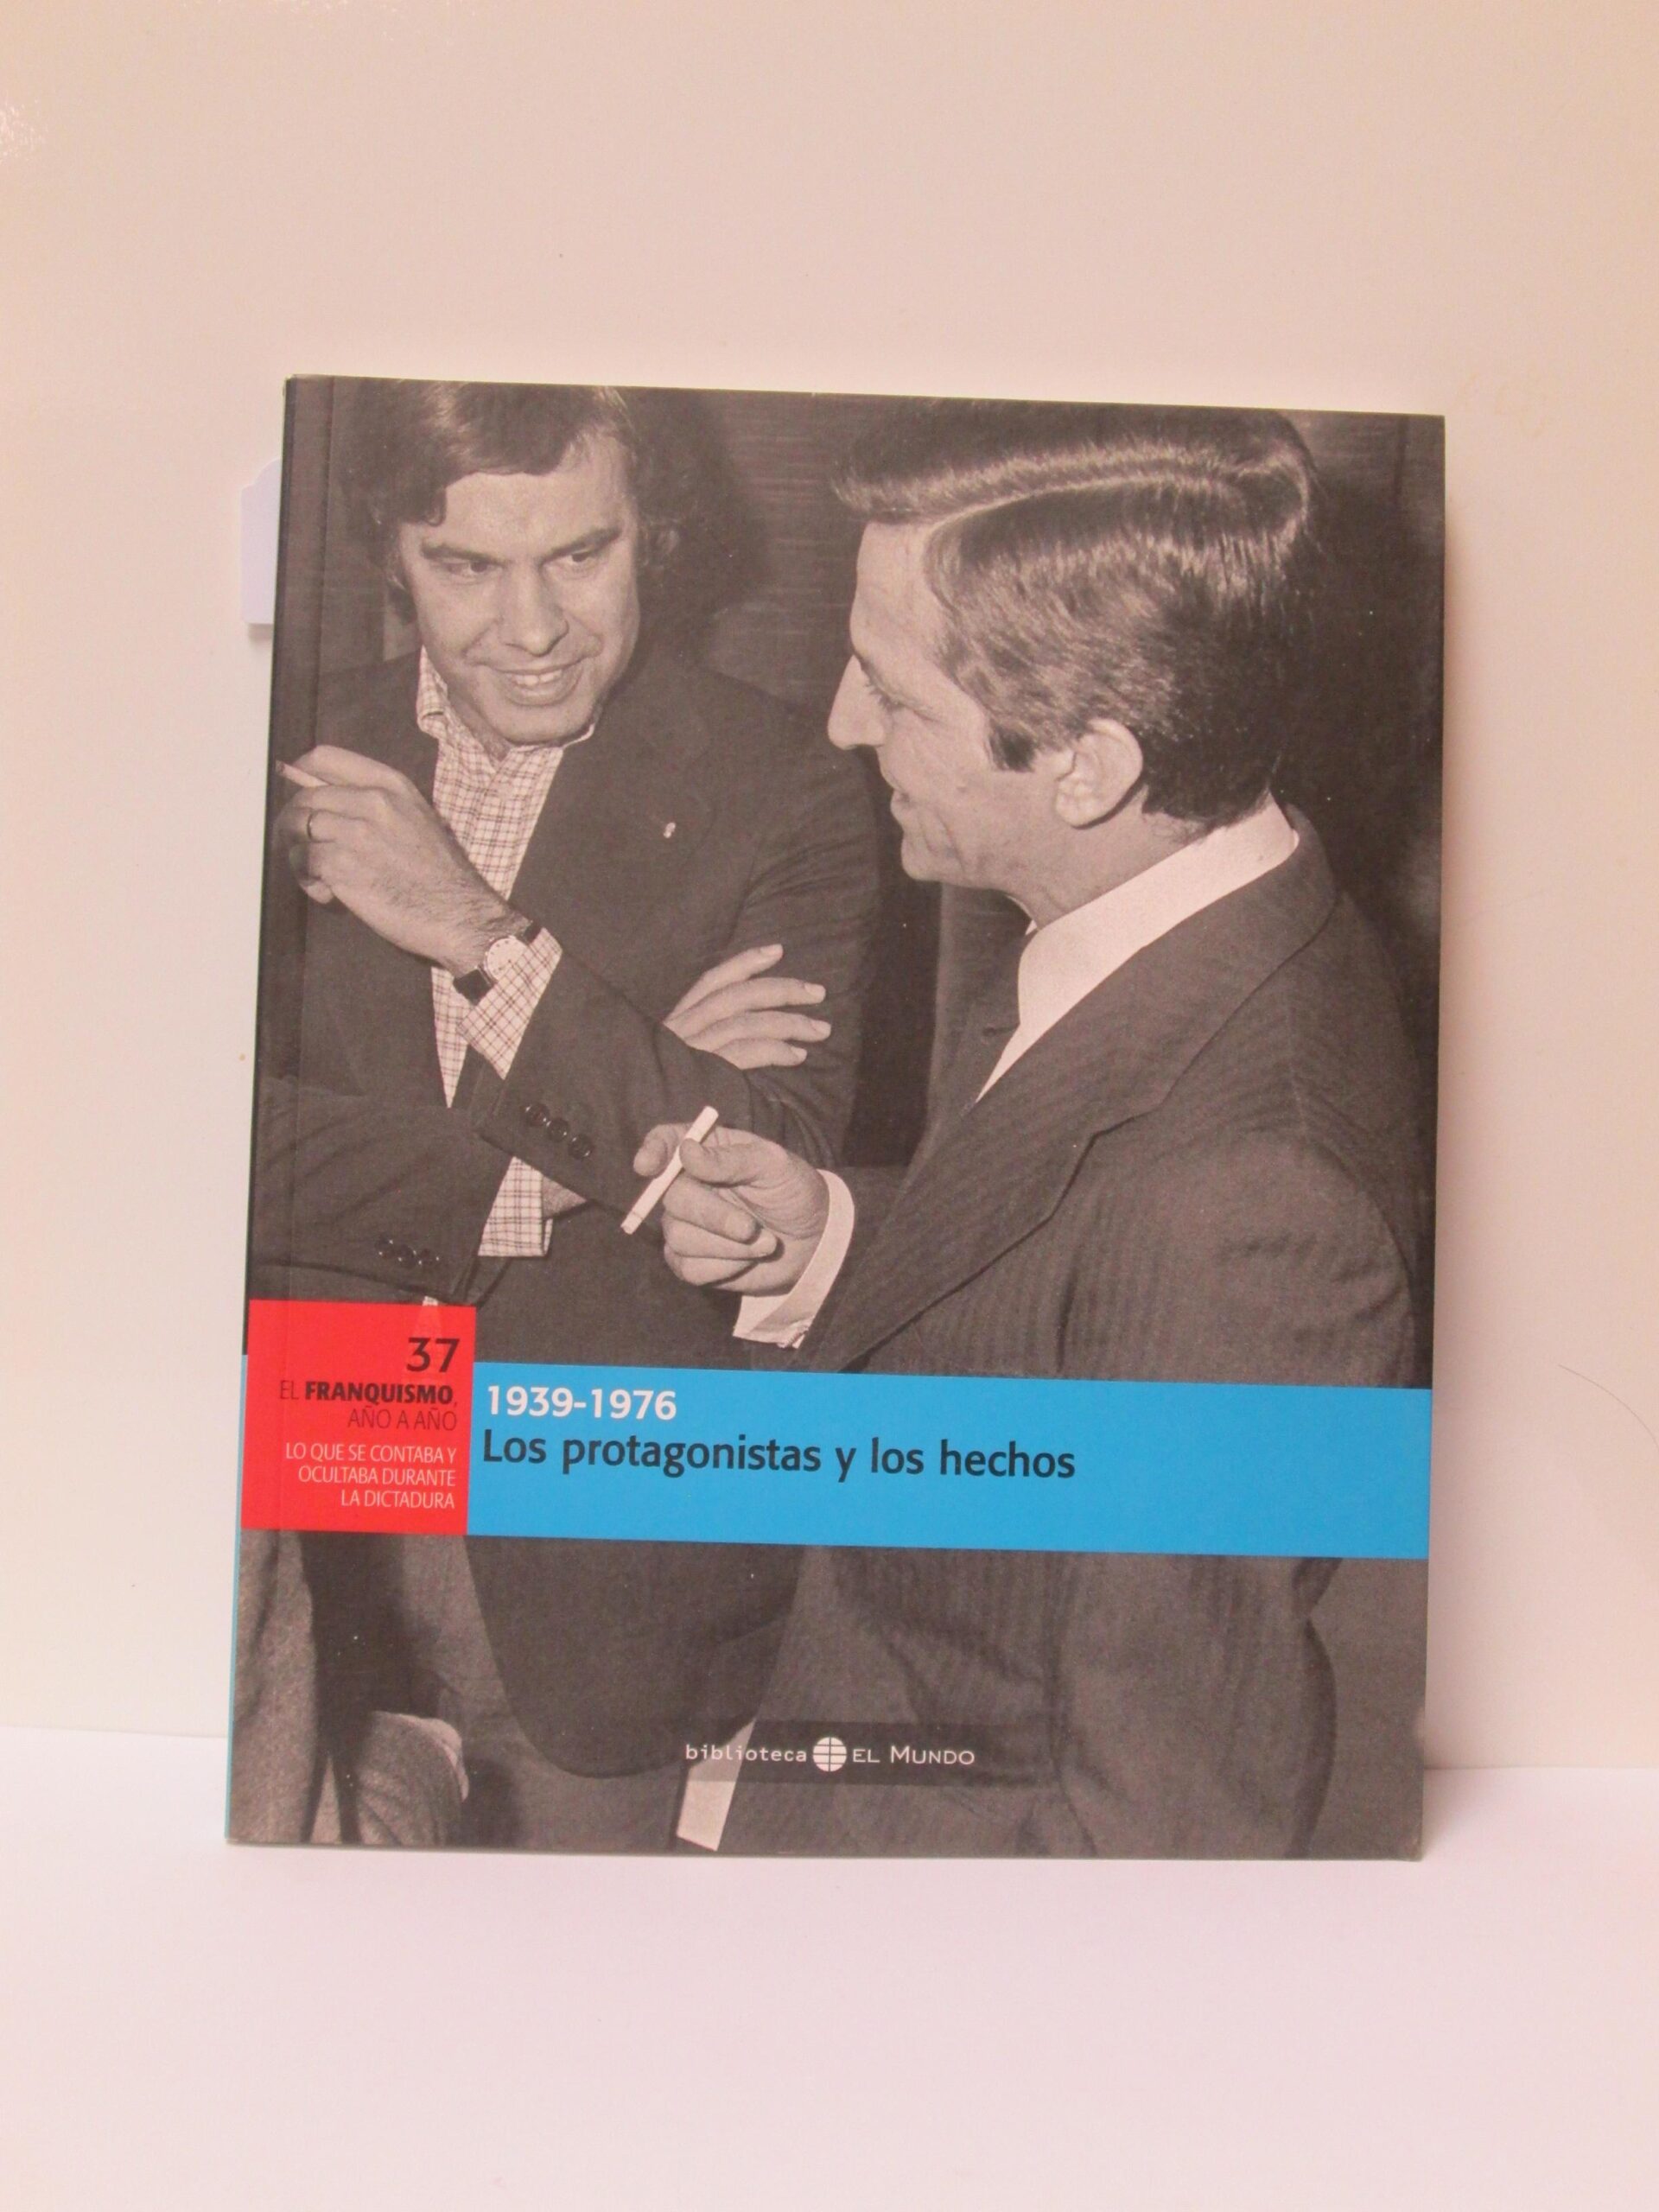 37
EL FRANQUISMO,
AÑO A AÑO
LO QUE SE CONTABA Y
OCULTABA DURANTE
LA DICTADURA
1939-1976
Los protagonistas y los hechos
biblioteca EL MUNDO